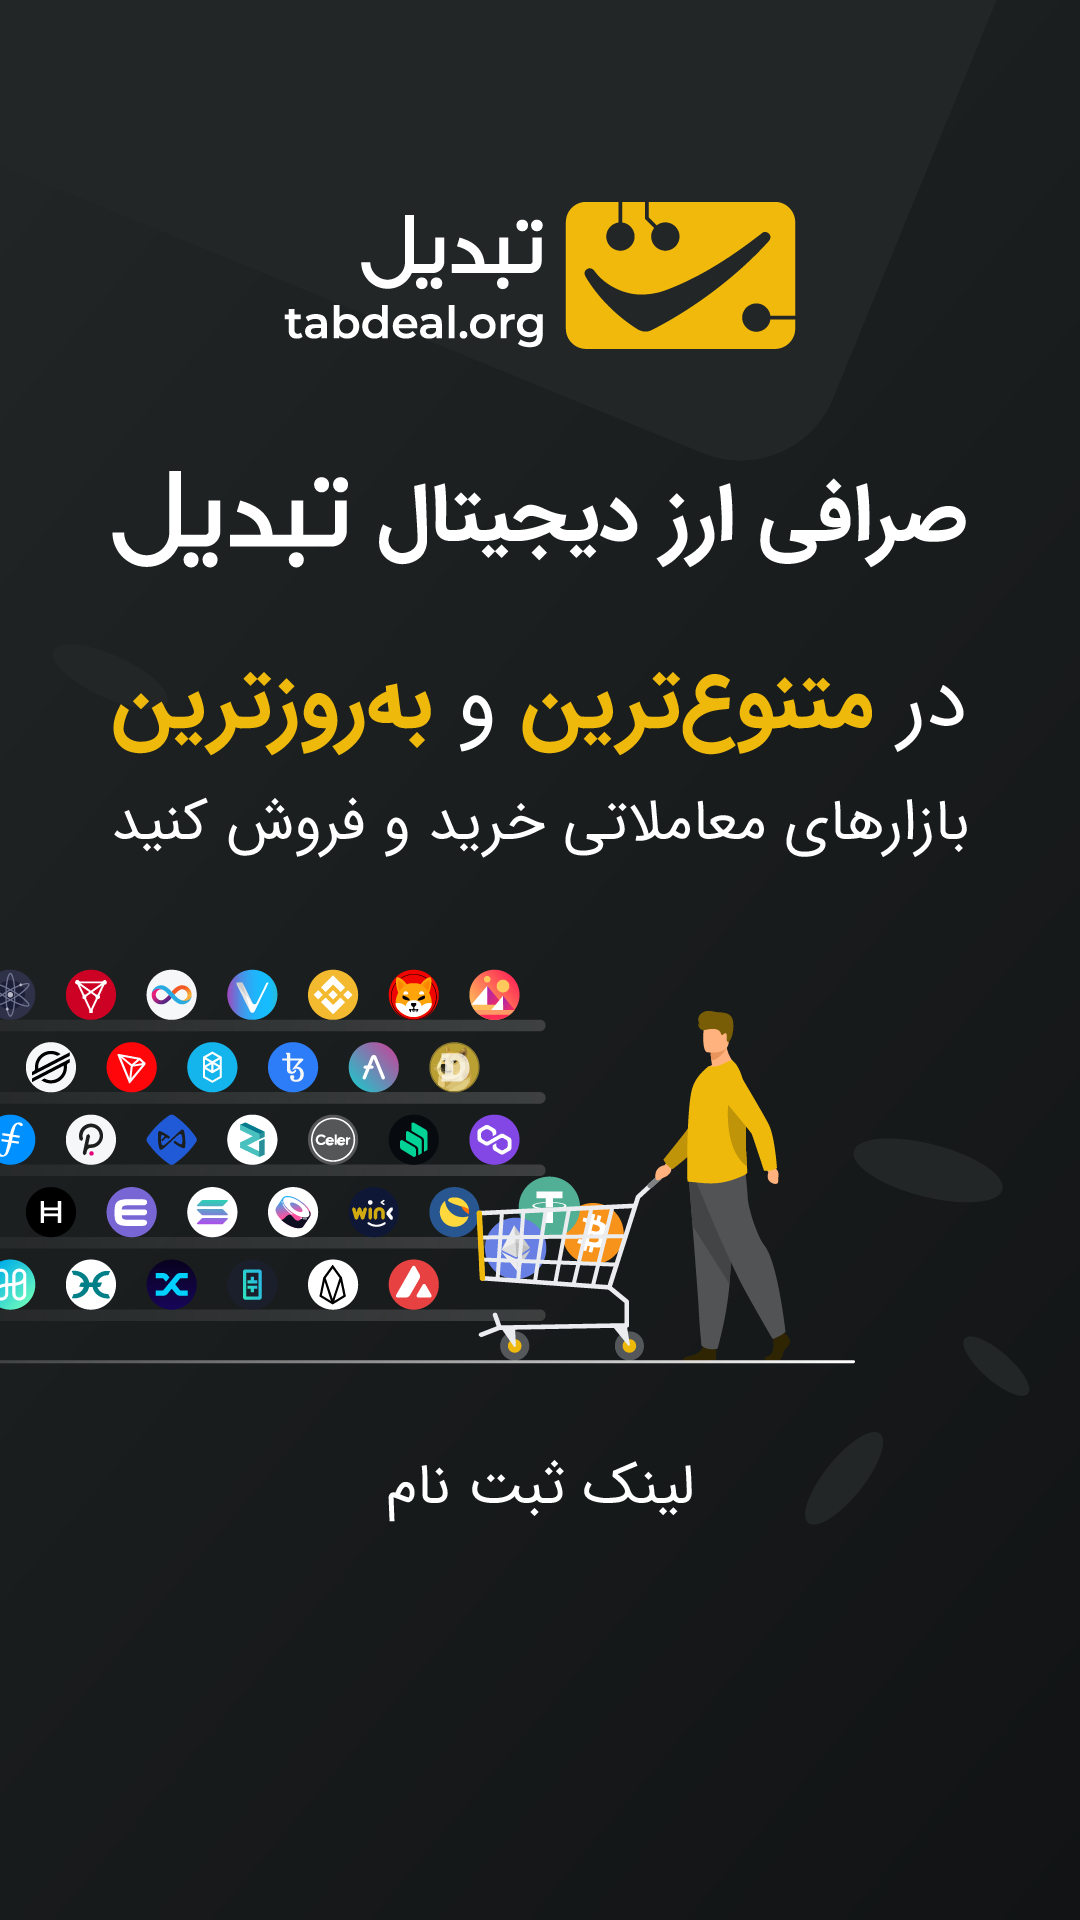 تبدیل
tabdeal.org
صرافی ارز دیجیتال تبدیل
در متنوع‌ترین و به‌روزترین
بازارهای معاملاتی خرید و فروش کنید
Celer
wink
لینک ثبت نام